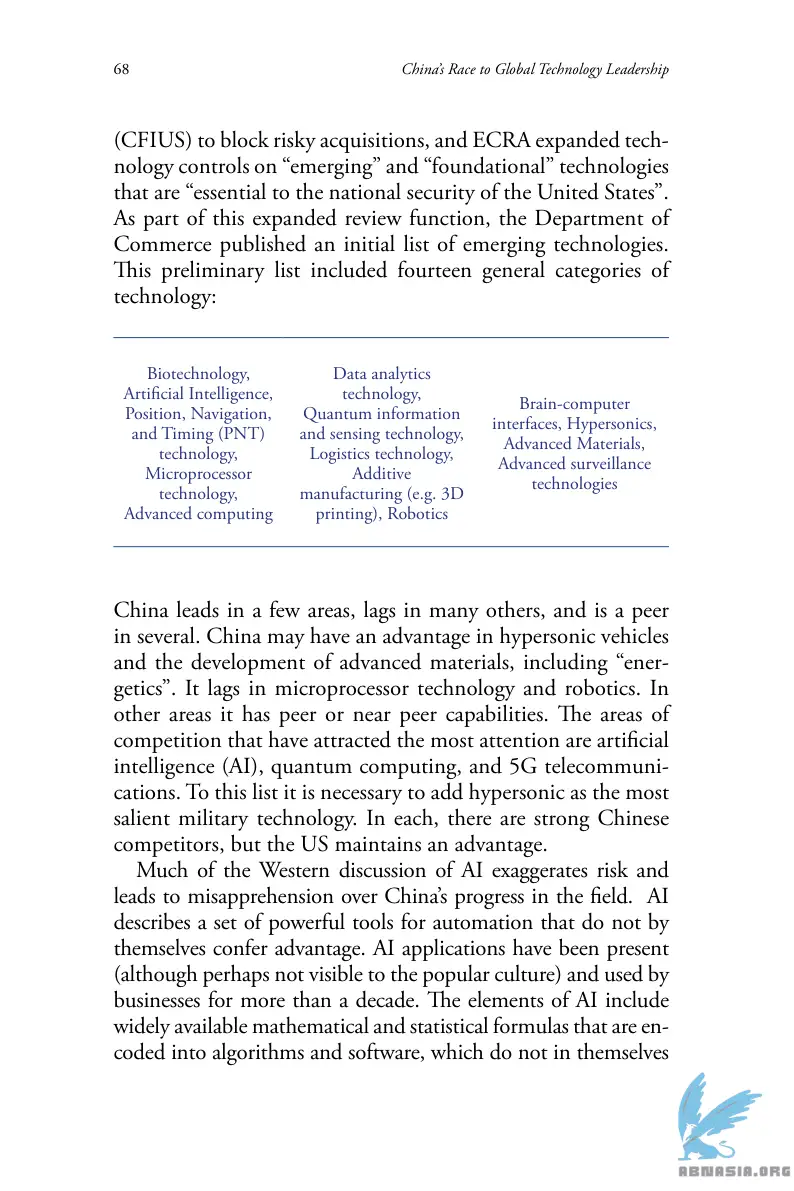 68
China’s Race to Global Technology Leadership
(CFIUS) to block risky acquisitions, and ECRA expanded tech-
nology controls on “emerging” and “foundational” technologies
that are “essential to the national security of the United States”.
As part of this expanded review function, the Department of
Commerce published an initial list of emerging technologies.
This preliminary list included fourteen general categories of
technology:
Biotechnology,
Artificial Intelligence,
Position, Navigation,
and Timing (PNT)
technology,
Microprocessor
technology,
Advanced computing
Data analytics
technology,
Quantum information
and sensing technology,
Logistics technology,
Additive
manufacturing (e.g. 3D
printing), Robotics
Brain-computer
interfaces, Hypersonics,
Advanced Materials,
Advanced surveillance
technologies
China leads in a few areas, lags in many others, and is a peer
in several. China may have an advantage in hypersonic vehicles
and the development of advanced materials, including “ener-
getics”. It lags in microprocessor technology and robotics. In
other areas it has peer or near peer capabilities. The areas of
competition that have attracted the most attention are artificial
intelligence (AI), quantum computing, and 5G telecommuni-
cations. To this list it is necessary to add hypersonic as the most
salient military technology. In each, there are strong Chinese
competitors, but the US maintains an advantage.
Much of the Western discussion of AI exaggerates risk and
leads to misapprehension over China’s progress in the field. AI
describes a set of powerful tools for automation that do not by
themselves confer advantage. AI applications have been present
(although perhaps not visible to the popular culture) and used by
businesses for more than a decade. The elements of AI include
widely available mathematical and statistical formulas that are en-
coded into algorithms and software, which do not in themselves
ABNASIA.ORG